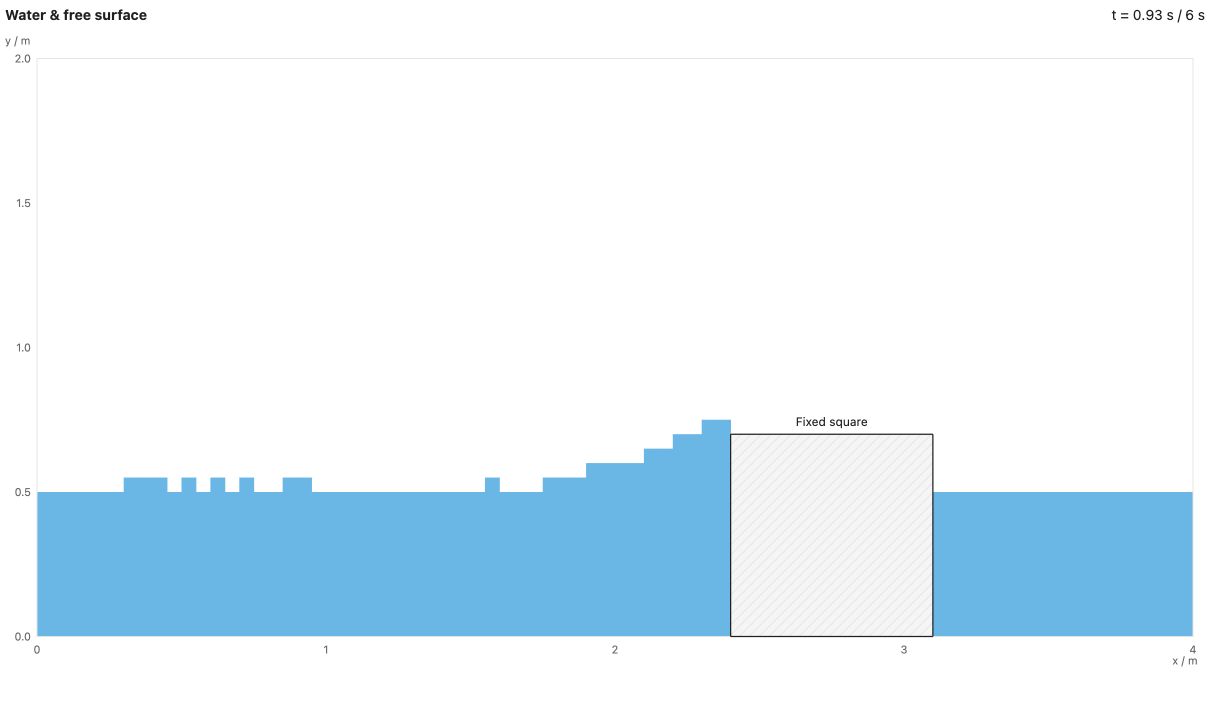 Water & free surface
t = 0.93 s / 6 s
y / m
2.0
1.5
1.0
Fixed square
0.5
0.0
0 1 2 3 4
x / m